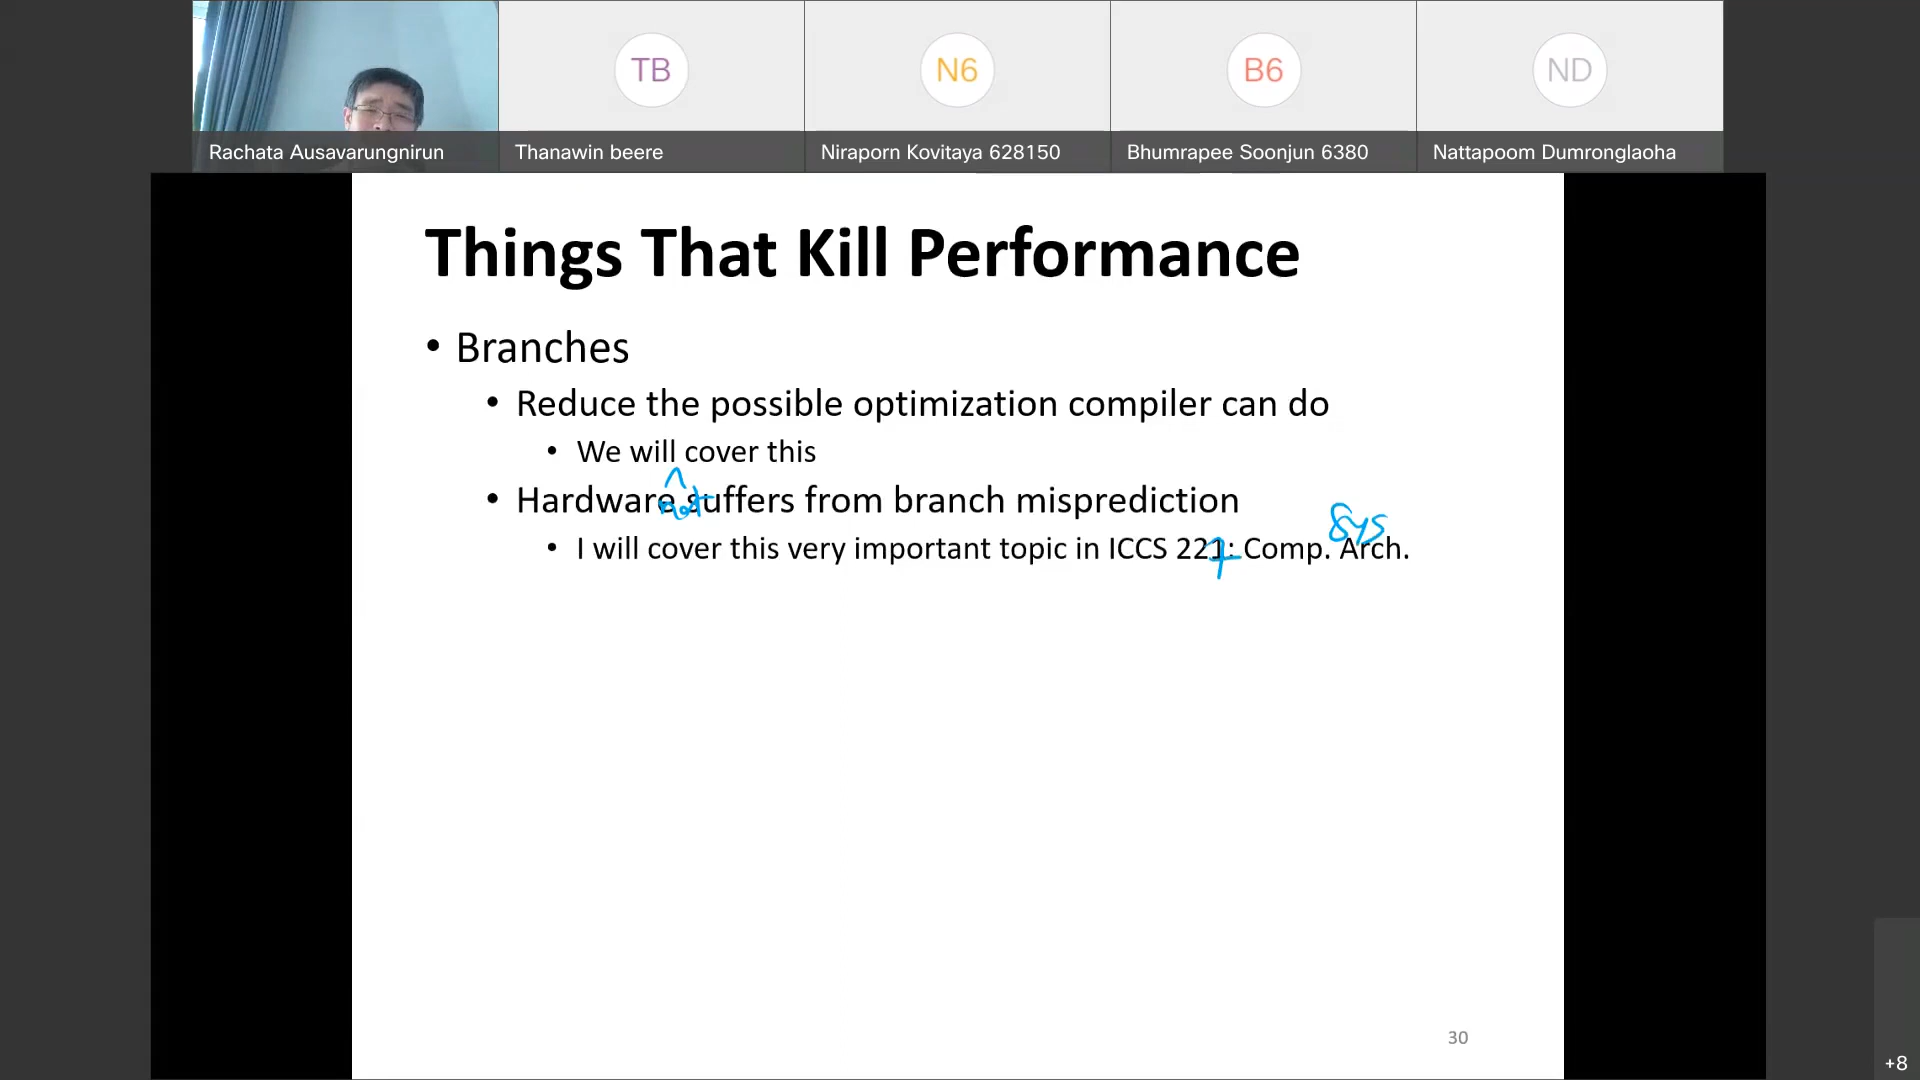 TB
N6
B6
ND
Rachata Ausavarungnirun
Thanawin beere
Niraporn Kovitaya 628150
Bhumrapee Soonjun 6380
Nattapoom Dumronglaoha
Things That Kill Performance
• Branches
• Reduce the possible optimization compiler can do
• We will cover this
^
not
• Hardware suffers from branch misprediction
sys
• I will cover this very important topic in ICCS 221: Comp. Arch.
7
30
+8